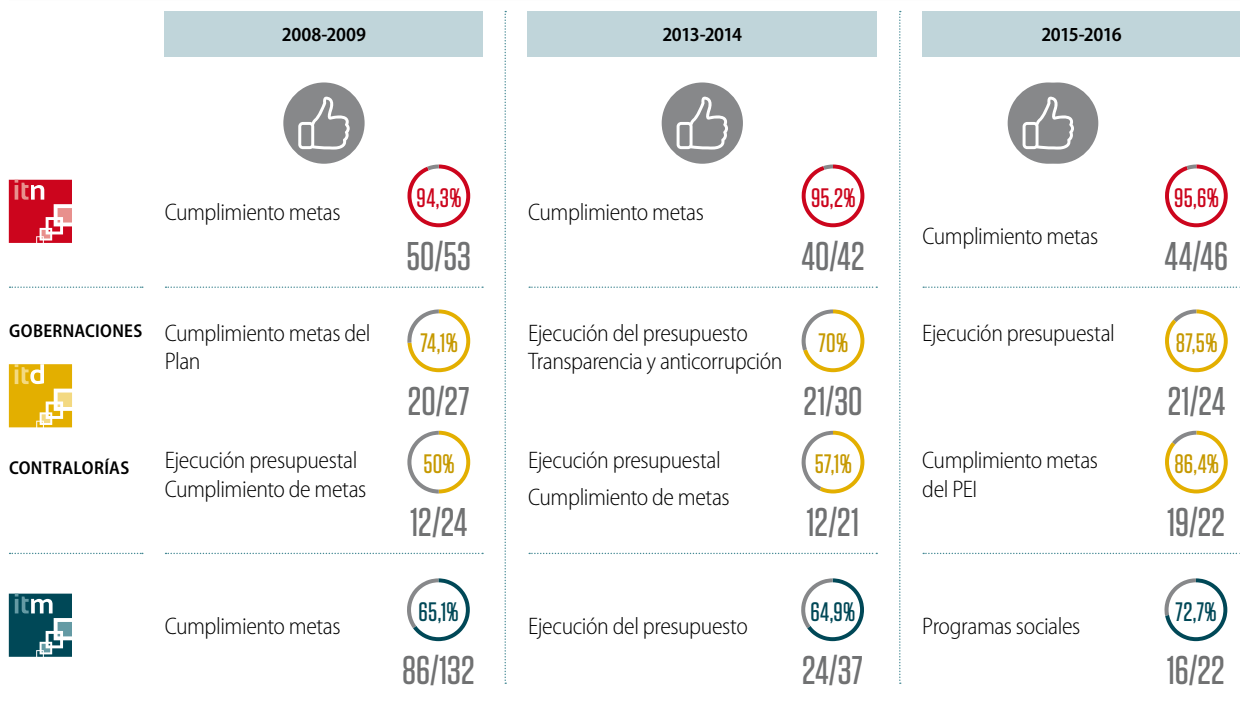 2008-2009
2013-2014
2015-2016
itn
Cumplimiento metas
94,3%
50/53
Cumplimiento metas
95,2%
40/42
Cumplimiento metas
95,6%
44/46
GOBERNACIONES
itd
Cumplimiento metas del
Plan
74,1%
20/27
Ejecución del presupuesto
Transparencia y anticorrupción
70%
21/30
Ejecución presupuestal
87,5%
21/24
CONTRALORÍAS
Ejecución presupuestal
Cumplimiento de metas
50%
12/24
Ejecución presupuestal
Cumplimiento de metas
57,1%
12/21
Cumplimiento metas
del PEI
86,4%
19/22
itm
Cumplimiento metas
65,1%
86/132
Ejecución del presupuesto
64,9%
24/37
Programas sociales
72,7%
16/22